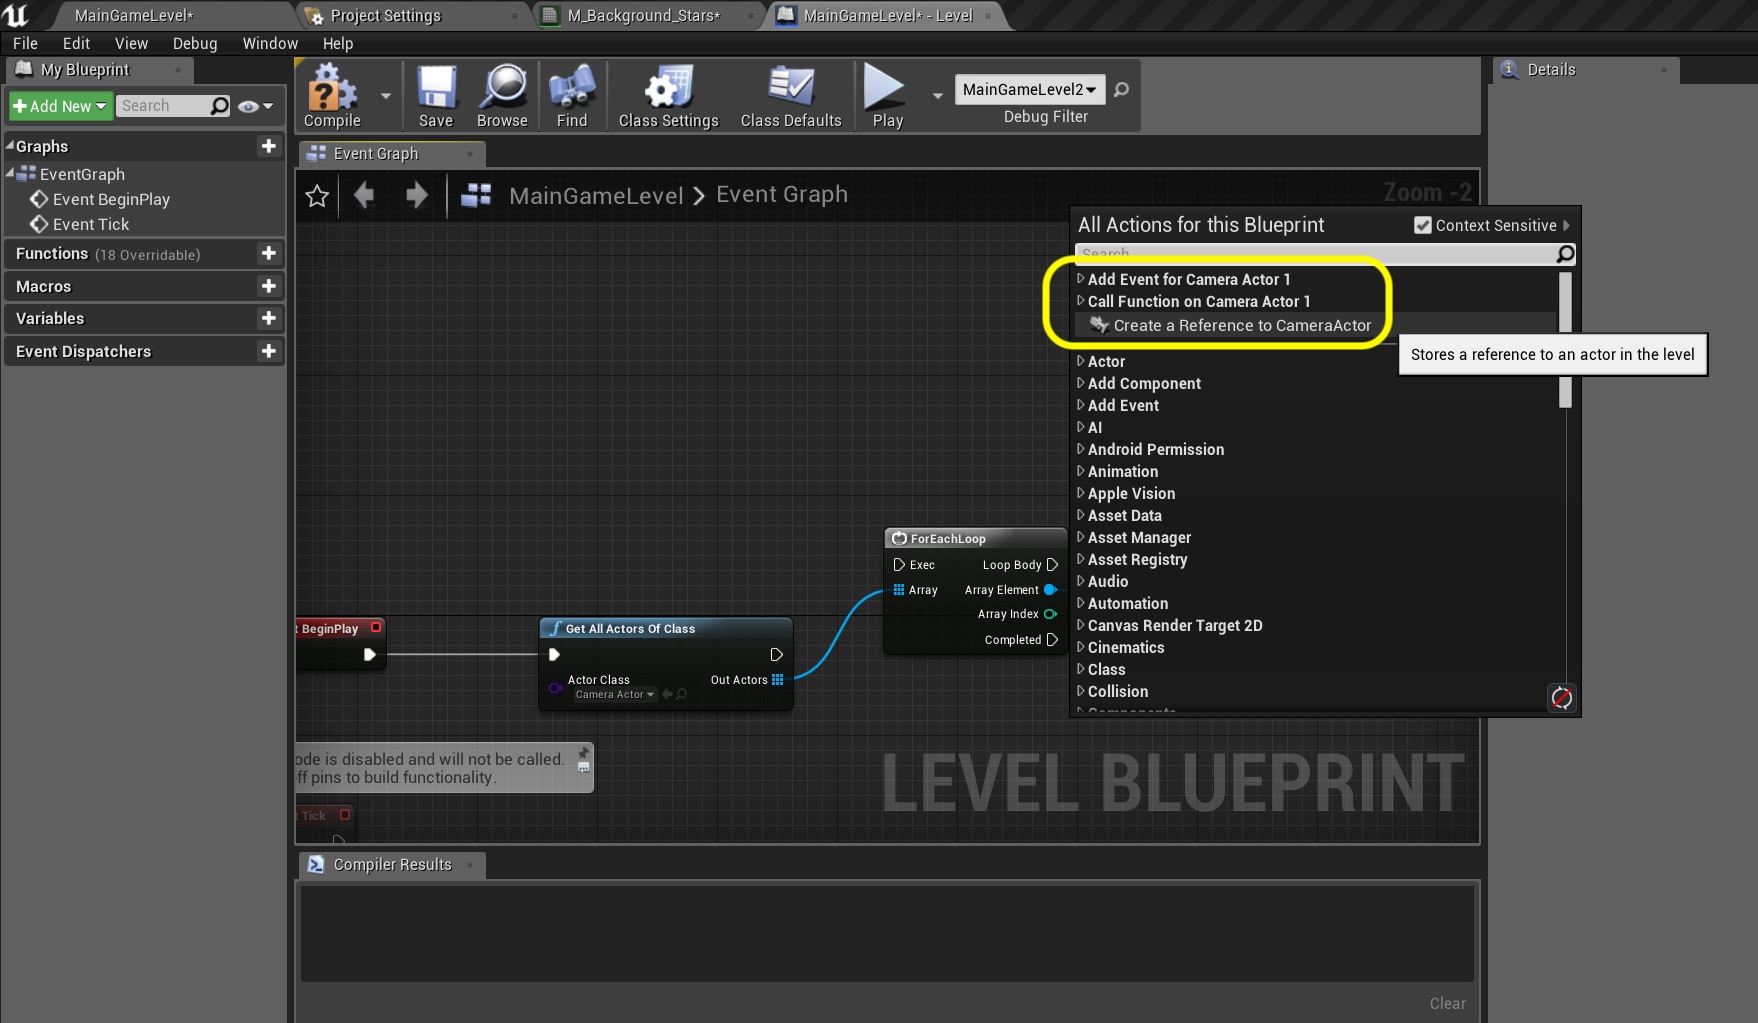 MainGameLevel*
Project Settings
M_Background_Stars*
MainGameLevel* - Level
File Edit View Debug Window Help
My Blueprint
Add New
Search
Graphs
EventGraph
Event BeginPlay
Event Tick
Functions (18 Overridable)
Macros
Variables
Event Dispatchers
Compile
Save
Browse
Find
Class Settings
Class Defaults
Play
MainGameLevel2
Debug Filter
Details
Event Graph
MainGameLevel > Event Graph
Zoom -2
All Actions for this Blueprint
Context Sensitive
Search
Add Event for Camera Actor 1
Call Function on Camera Actor 1
Create a Reference to CameraActor
Stores a reference to an actor in the level
Actor
Add Component
Add Event
AI
Android Permission
Animation
Apple Vision
Asset Data
Asset Manager
Asset Registry
Audio
Automation
Canvas Render Target 2D
Cinematics
Class
Collision
Components
ForEachLoop
Exec Loop Body
Array Array Element
Array Index
Completed
t BeginPlay
Get All Actors Of Class
Actor Class Out Actors
Camera Actor
ode is disabled and will not be called.
ff pins to build functionality.
t Tick
LEVEL BLUEPRINT
Compiler Results
Clear